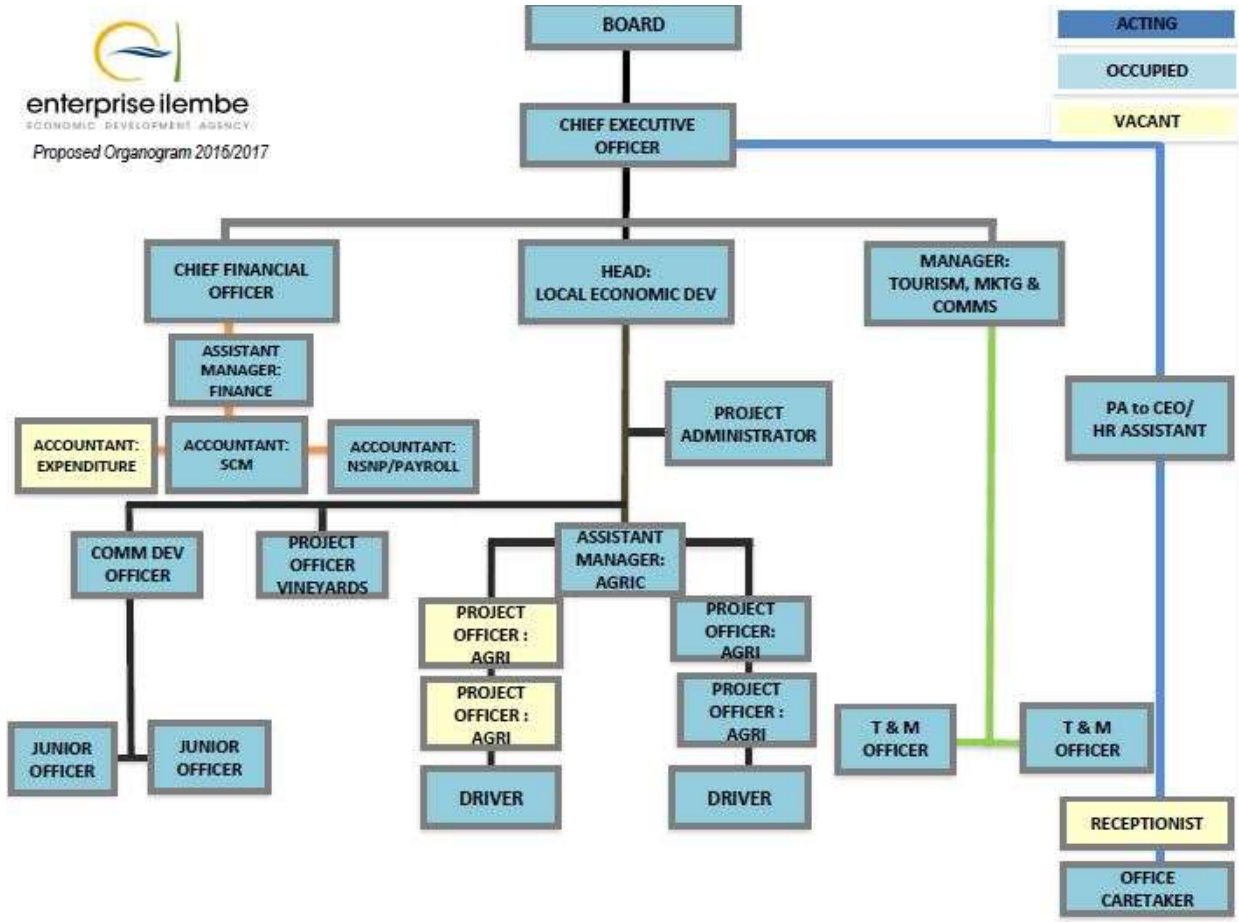 BOARD
ACTING
OCCUPIED
VACANT
enterprise ilembe
ECONOMIC DEVELOPMENT AGENCY
Proposed Organogram 2016/2017
CHIEF EXECUTIVE
OFFICER
CHIEF FINANCIAL
OFFICER
HEAD:
LOCAL ECONOMIC DEV
MANAGER:
TOURISM, MKTG &
COMMS
ASSISTANT
MANAGER:
FINANCE
PROJECT
ADMINISTRATOR
PA to CEO/
HR ASSISTANT
ACCOUNTANT:
EXPENDITURE
ACCOUNTANT:
SCM
ACCOUNTANT:
NSNP/PAYROLL
COMM DEV
OFFICER
PROJECT
OFFICER
VINEYARDS
ASSISTANT
MANAGER:
AGRIC
PROJECT
OFFICER :
AGRI
PROJECT
OFFICER:
AGRI
PROJECT
OFFICER :
AGRI
PROJECT
OFFICER :
AGRI
JUNIOR
OFFICER
JUNIOR
OFFICER
T & M
OFFICER
T & M
OFFICER
DRIVER
DRIVER
RECEPTIONIST
OFFICE
CARETAKER